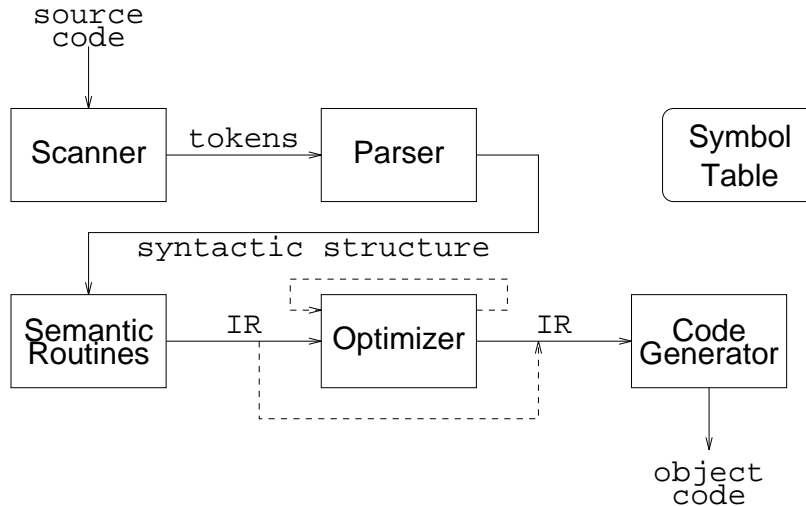 source
code
Scanner
tokens
Parser
Symbol
Table
syntactic structure
Semantic
Routines
IR
Optimizer
IR
Code
Generator
object
code